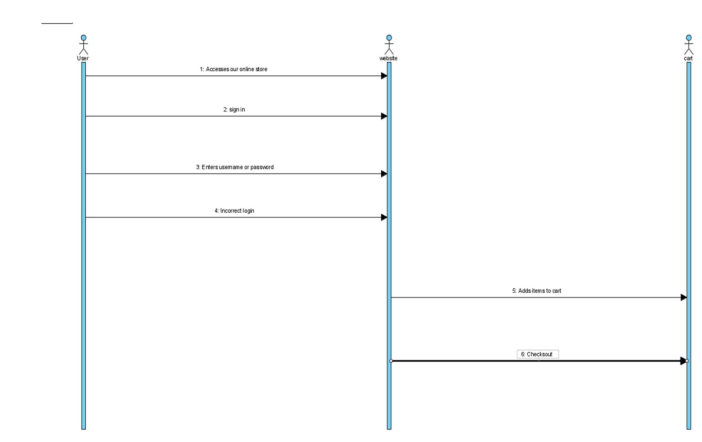 User
website
cart
1: Accesses our online store
2: sign in
3: Enters username or password
4: Incorrect login
5: Adds items to cart
6: Checksout